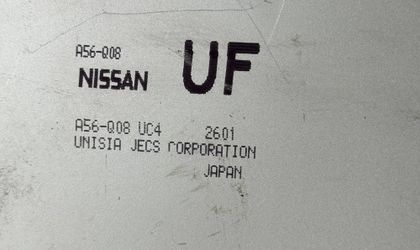 A56-Q08
NISSAN UF
A56-Q08 UC4 2601
UNISIA JECS CORPORATION
JAPAN